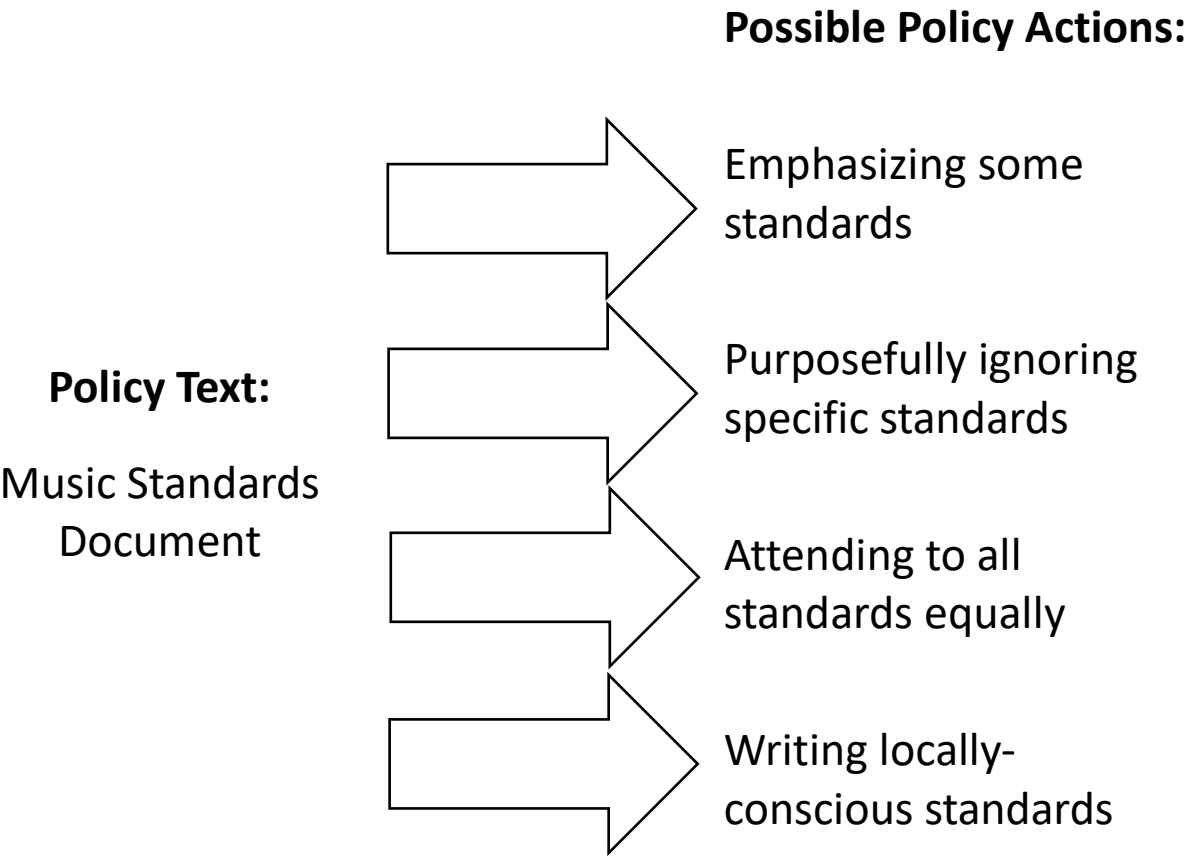 Possible Policy Actions:
Emphasizing some
standards
Purposefully ignoring
specific standards
Policy Text:
Music Standards
Document
Attending to all
standards equally
Writing locally-
conscious standards